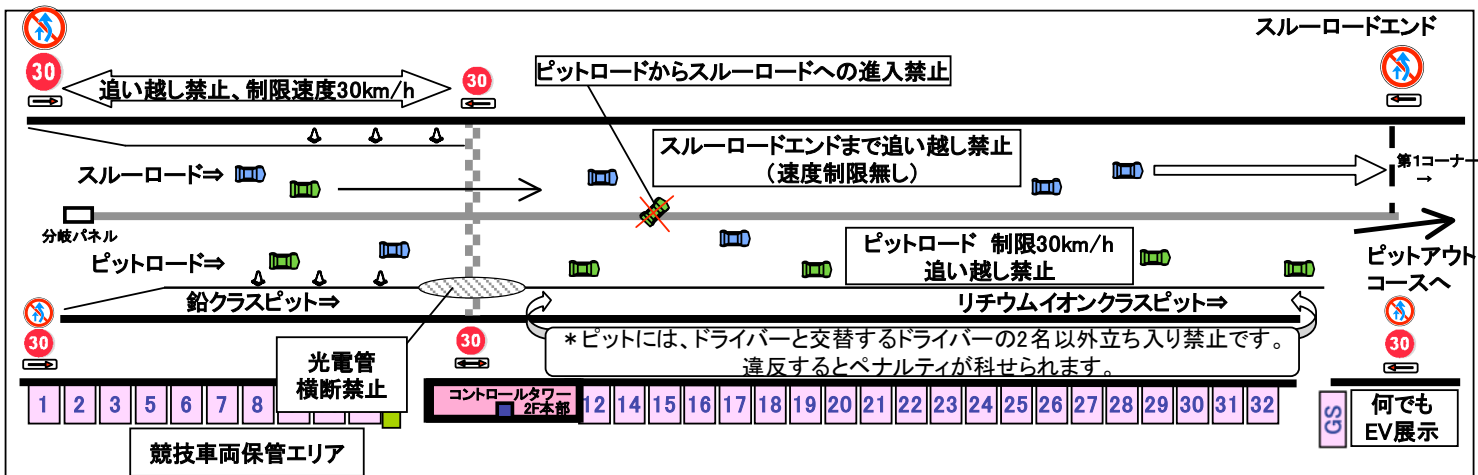 スルーロードエンド
30
追い越し禁止、制限速度30km/h
30
ピットロードからスルーロードへの進入禁止
スルーロードエンドまで追い越し禁止
（速度制限無し）
第1コーナー
→
スルーロード⇒
分岐パネル
ピットロード⇒
ピットロード 制限30km/h
追い越し禁止
ピットアウト
コースへ
鉛クラスピット⇒
リチウムイオンクラスピット⇒
30
30
30
＊ピットには、ドライバーと交替するドライバーの2名以外立ち入り禁止です。
違反するとペナルティが科せられます。
光電管
横断禁止
1 2 3 5 6 7 8
コントロールタワー
2F本部
12 14 15 16 17 18 19 20 21 22 23 24 25 26 27 28 29 30 31 32
GS
何でも
EV展示
競技車両保管エリア